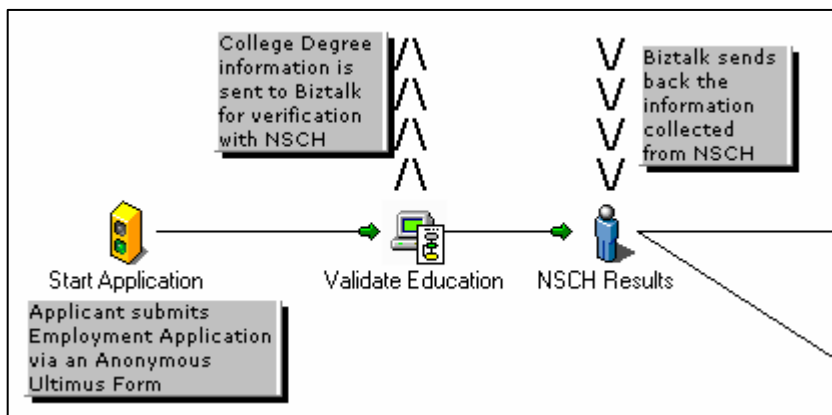 College Degree
information is
sent to Biztalk
for verification
with NSCH
Biztalk sends
back the
information
collected
from NSCH
Start Application
Validate Education
NSCH Results
Applicant submits
Employment Application
via an Anonymous
Ultimus Form